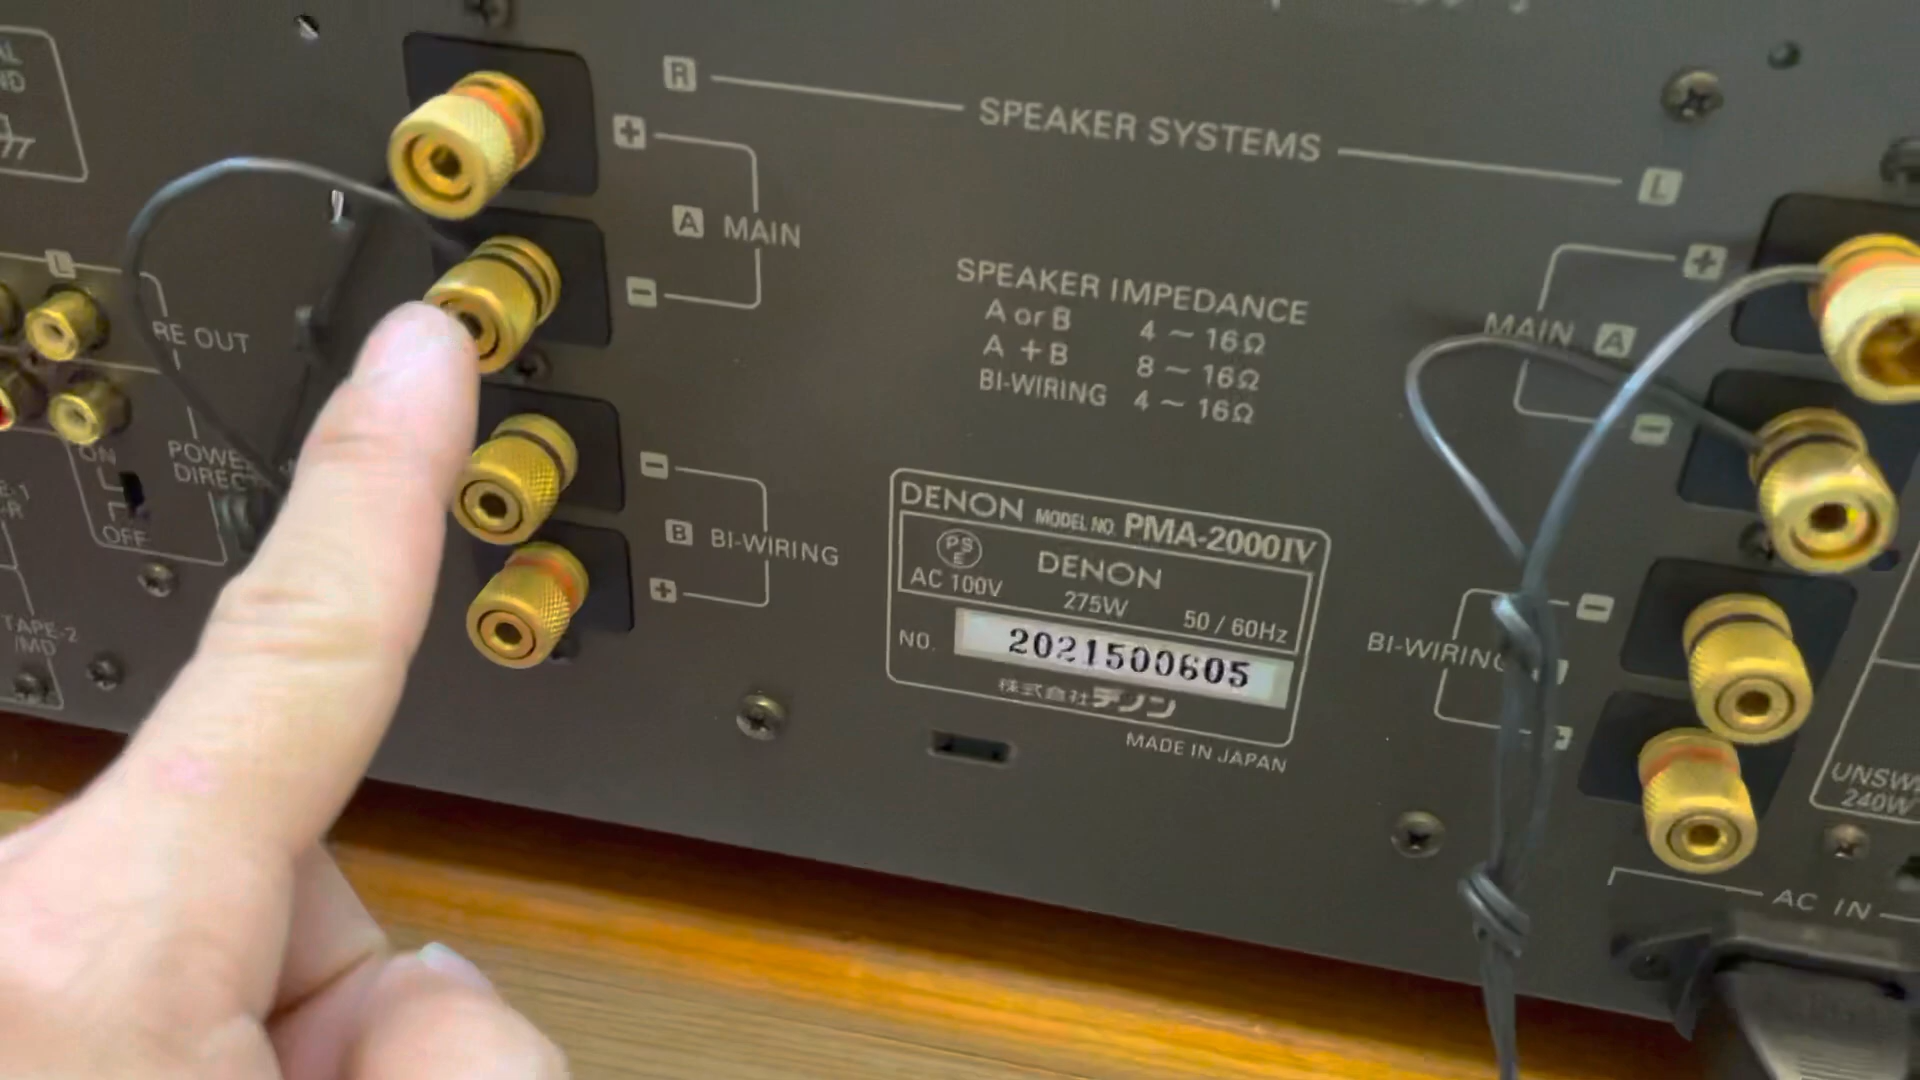 R SPEAKER SYSTEMS L
+
A MAIN
−
SPEAKER IMPEDANCE
A or B 4 ~ 16Ω
A + B 8 ~ 16Ω
BI-WIRING 4 ~ 16Ω
MAIN A
+
−
−
B BI-WIRING
+
DENON MODEL NO. PMA-2000IV
PSE
DENON
AC 100V 275W 50 / 60Hz
NO. 2021500605
株式会社デノン
MADE IN JAPAN
BI-WIRING
−
L
RE OUT
POWER
DIRECT
ON
OFF
TAPE-2
/MD
240W
AC IN